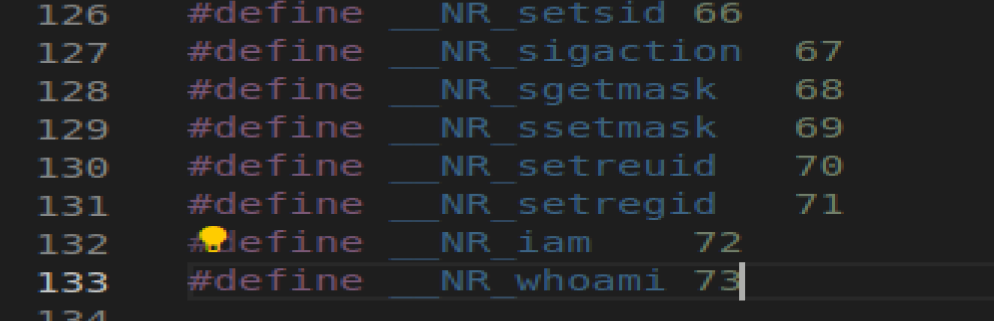 126 #define __NR_setsid 66
127 #define __NR_sigaction 67
128 #define __NR_sgetmask 68
129 #define __NR_ssetmask 69
130 #define __NR_setreuid 70
131 #define __NR_setregid 71
132 #define __NR_iam 72
133 #define __NR_whoami 73
134